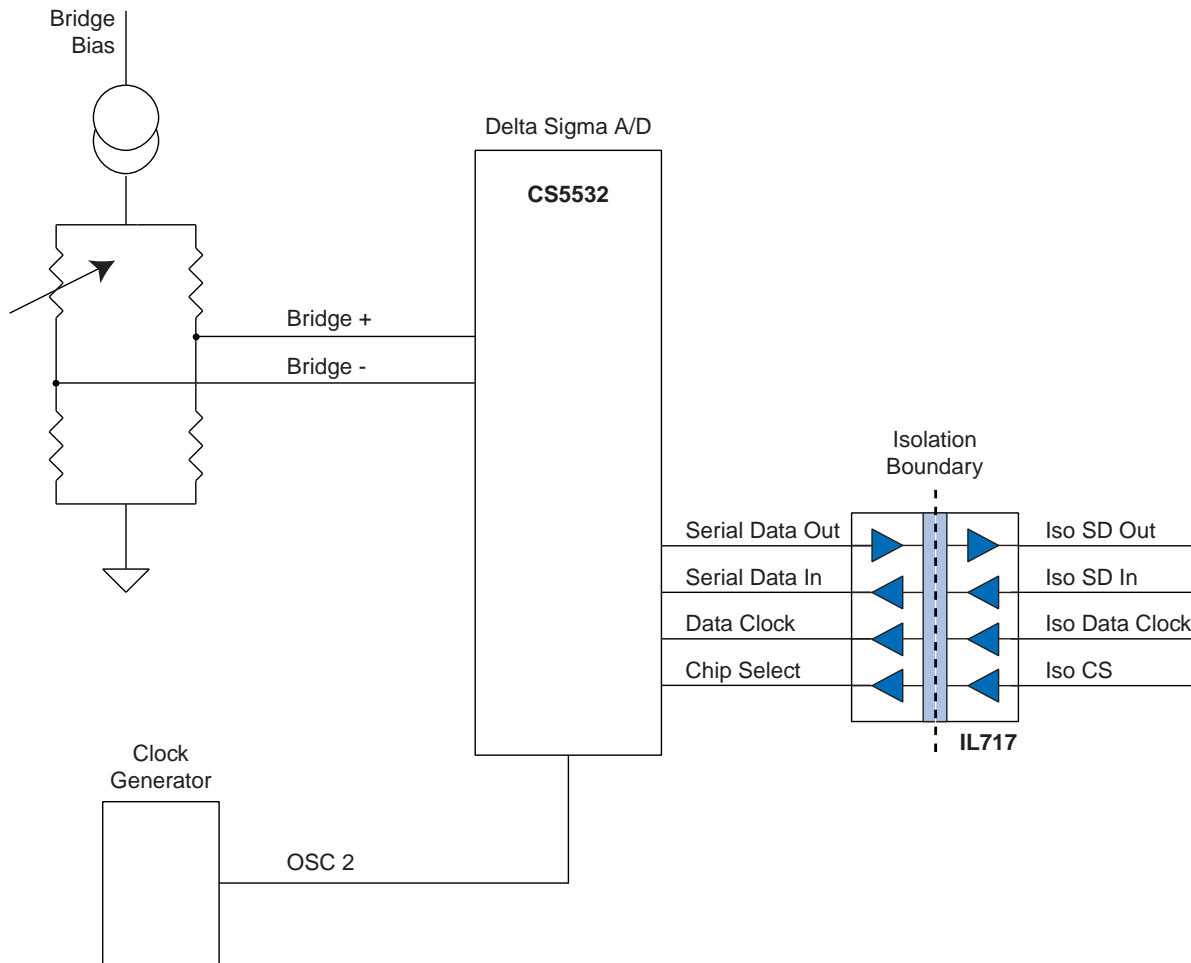 Bridge
Bias
Delta Sigma A/D
CS5532
Bridge +
Bridge -
Isolation
Boundary
Serial Data Out
Iso SD Out
Serial Data In
Iso SD In
Data Clock
Iso Data Clock
Chip Select
Iso CS
IL717
Clock
Generator
OSC 2